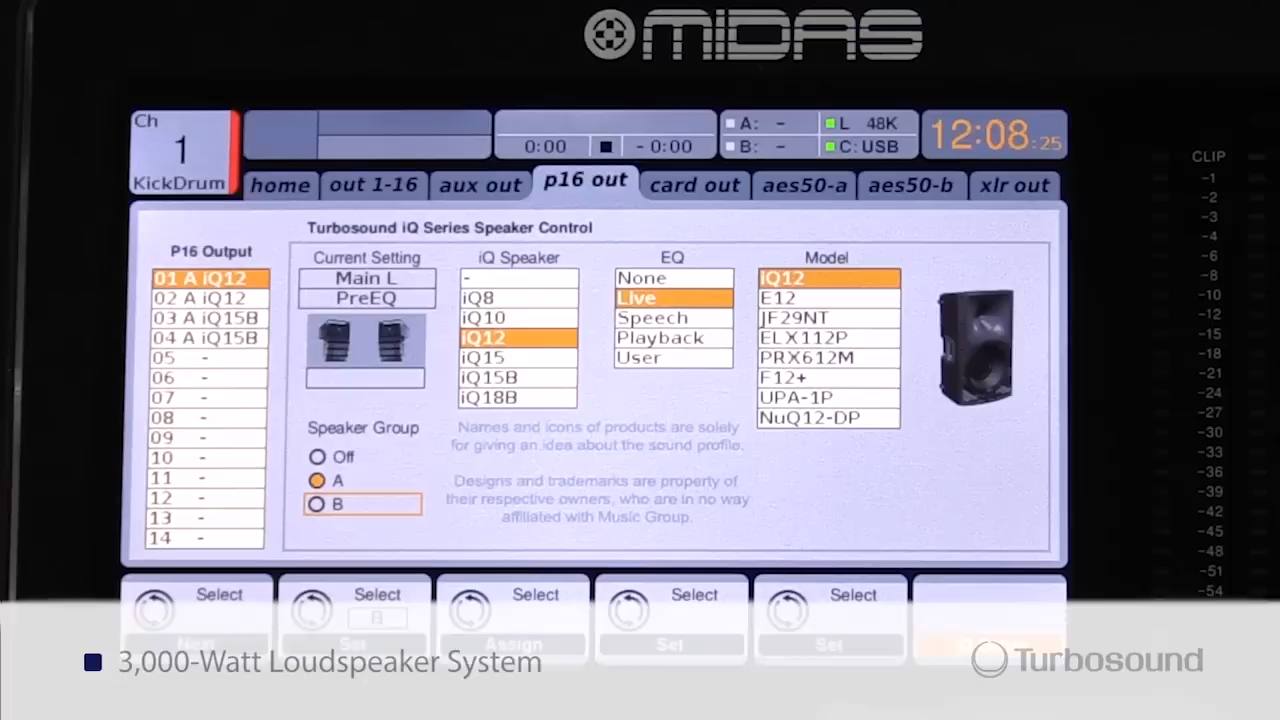 MIDAS
Ch
1
KickDrum
0:00
- 0:00
A: -
B: -
L 48K
C: USB
12:08:25
home
out 1-16
aux out
p16 out
card out
aes50-a
aes50-b
xlr out
CLIP
-1
-2
-3
-4
-6
-8
-10
-12
-15
-18
-21
-24
-27
-30
-33
-36
-39
-42
-45
-48
-51
-54
Turbosound iQ Series Speaker Control
P16 Output
01 A iQ12
02 A iQ12
03 A iQ15B
04 A iQ15B
05 -
06 -
07 -
08 -
09 -
10 -
11 -
12 -
13 -
14 -
Current Setting
Main L
PreEQ
Speaker Group
Off
A
B
iQ Speaker
-
iQ8
iQ10
iQ12
iQ15
iQ15B
iQ18B
EQ
None
Live
Speech
Playback
User
Model
iQ12
E12
JF29NT
ELX112P
PRX612M
F12+
UPA-1P
NuQ12-DP
Names and icons of products are solely
for giving an idea about the sound profile.
Designs and trademarks are property of
their respective owners, who are in no way
affiliated with Music Group.
Select
Next
Select
B
Set
Select
Assign
Select
Set
Select
Set
3,000-Watt Loudspeaker System
Turbosound